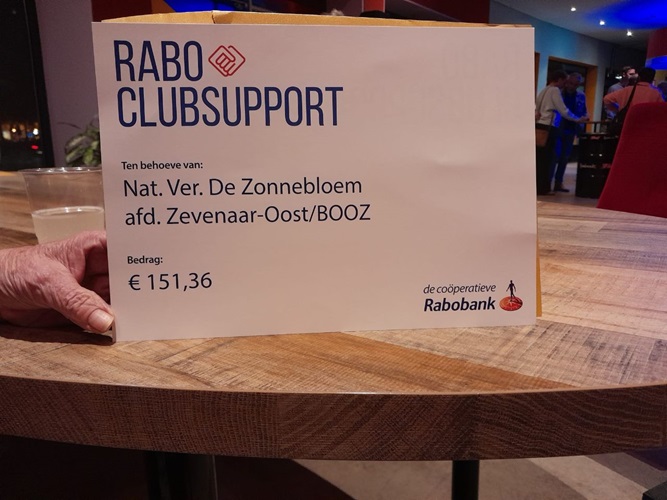 RABO
CLUBSUPPORT
Ten behoeve van:
Nat. Ver. De Zonnebloem
afd. Zevenaar-Oost/BOOZ
Bedrag:
€ 151,36
de coöperatieve
Rabobank